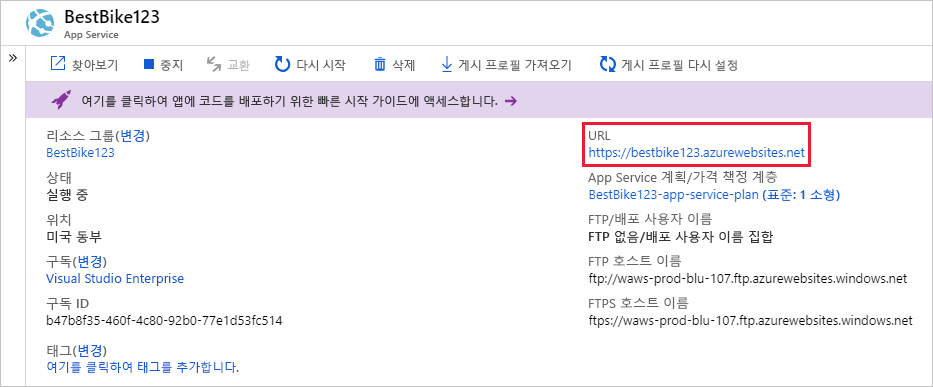 BestBike123
App Service
»
찾아보기
중지
교환
다시 시작
삭제
게시 프로필 가져오기
게시 프로필 다시 설정
여기를 클릭하여 앱에 코드를 배포하기 위한 빠른 시작 가이드에 액세스합니다. →
리소스 그룹(변경)
BestBike123
상태
실행 중
위치
미국 동부
구독(변경)
Visual Studio Enterprise
구독 ID
b47b8f35-460f-4c80-92b0-77e1d53fc514
태그(변경)
여기를 클릭하여 태그를 추가합니다.
URL
https://bestbike123.azurewebsites.net
App Service 계획/가격 책정 계층
BestBike123-app-service-plan (표준: 1 소형)
FTP/배포 사용자 이름
FTP 없음/배포 사용자 이름 집합
FTP 호스트 이름
ftp://waws-prod-blu-107.ftp.azurewebsites.windows.net
FTPS 호스트 이름
ftps://waws-prod-blu-107.ftp.azurewebsites.windows.net